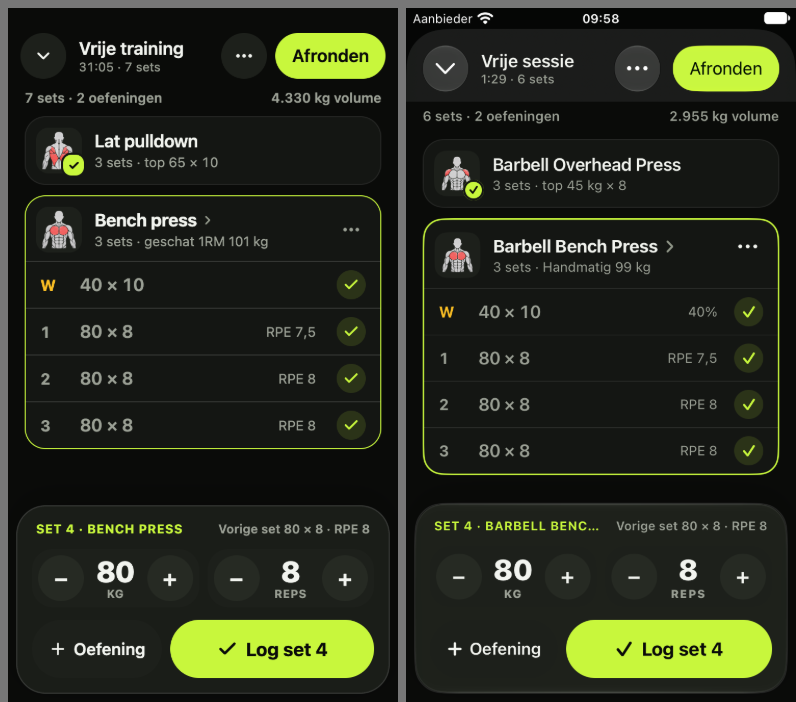 Vrije training
31:05 · 7 sets
···
Afronden
7 sets · 2 oefeningen
4.330 kg volume
Lat pulldown
3 sets · top 65 × 10
Bench press >
3 sets · geschat 1RM 101 kg
···
W 40 × 10
1 80 × 8 RPE 7,5
2 80 × 8 RPE 8
3 80 × 8 RPE 8
SET 4 · BENCH PRESS
Vorige set 80 × 8 · RPE 8
− 80 +
KG
− 8 +
REPS
+ Oefening
Log set 4
Aanbieder
09:58
Vrije sessie
1:29 · 6 sets
···
Afronden
6 sets · 2 oefeningen
2.955 kg volume
Barbell Overhead Press
3 sets · top 45 kg × 8
Barbell Bench Press >
3 sets · Handmatig 99 kg
···
W 40 × 10 40%
1 80 × 8 RPE 7,5
2 80 × 8 RPE 8
3 80 × 8 RPE 8
SET 4 · BARBELL BENC...
Vorige set 80 × 8 · RPE 8
− 80 +
KG
− 8 +
REPS
+ Oefening
Log set 4